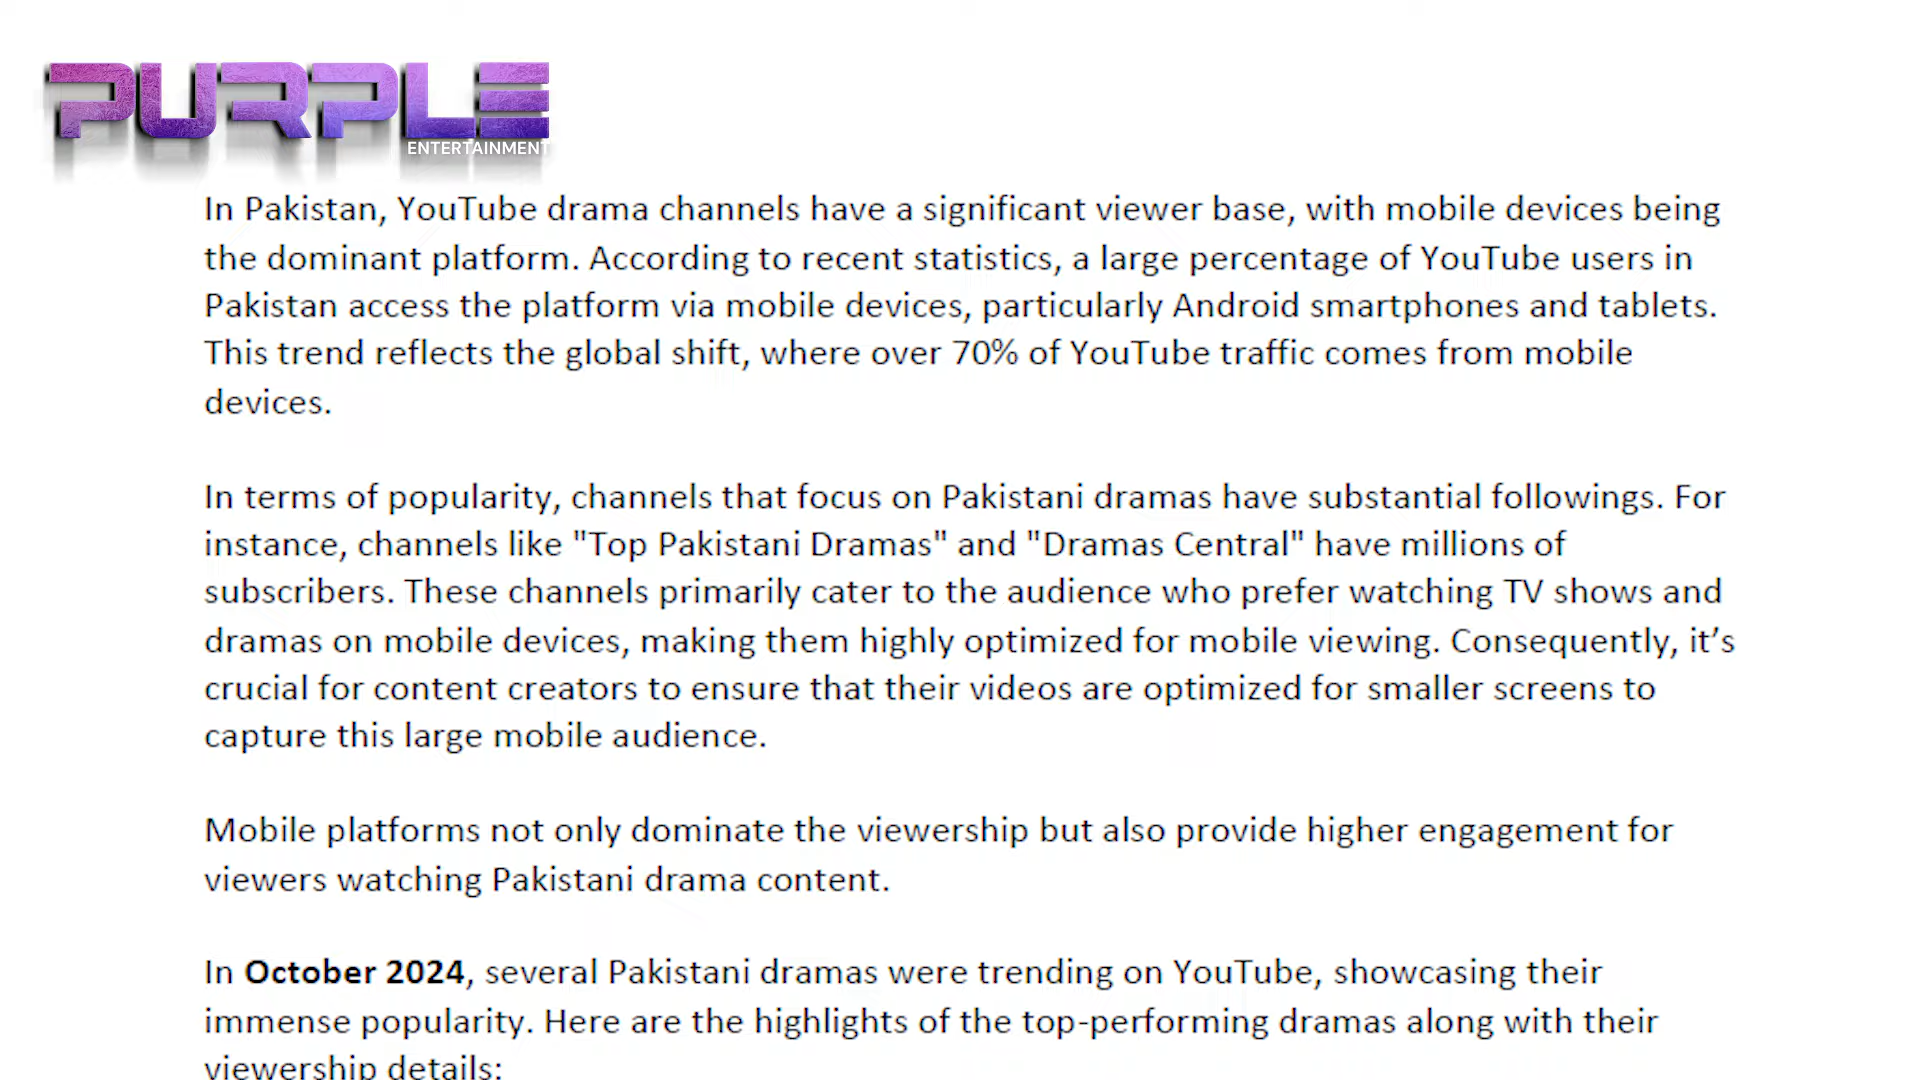 PURPLE
ENTERTAINMENT
In Pakistan, YouTube drama channels have a significant viewer base, with mobile devices being
the dominant platform. According to recent statistics, a large percentage of YouTube users in
Pakistan access the platform via mobile devices, particularly Android smartphones and tablets.
This trend reflects the global shift, where over 70% of YouTube traffic comes from mobile
devices.
In terms of popularity, channels that focus on Pakistani dramas have substantial followings. For
instance, channels like "Top Pakistani Dramas" and "Dramas Central" have millions of
subscribers. These channels primarily cater to the audience who prefer watching TV shows and
dramas on mobile devices, making them highly optimized for mobile viewing. Consequently, it’s
crucial for content creators to ensure that their videos are optimized for smaller screens to
capture this large mobile audience.
Mobile platforms not only dominate the viewership but also provide higher engagement for
viewers watching Pakistani drama content.
In October 2024, several Pakistani dramas were trending on YouTube, showcasing their
immense popularity. Here are the highlights of the top-performing dramas along with their
viewership details: